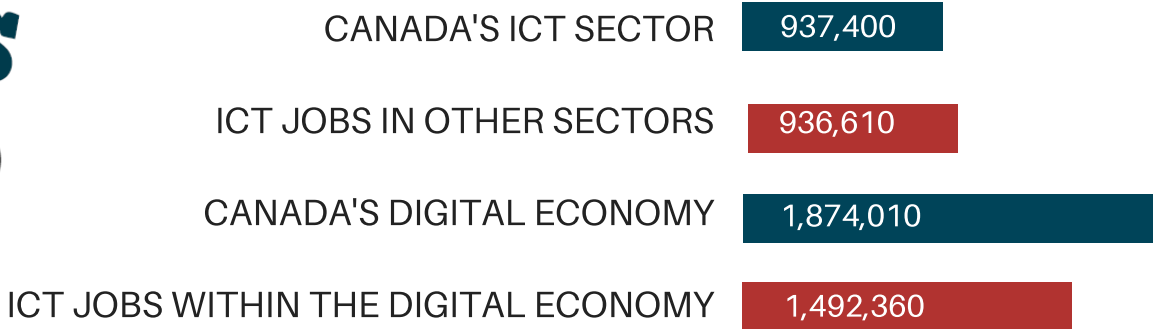 CANADA'S ICT SECTOR 937,400
ICT JOBS IN OTHER SECTORS 936,610
CANADA'S DIGITAL ECONOMY 1,874,010
ICT JOBS WITHIN THE DIGITAL ECONOMY 1,492,360